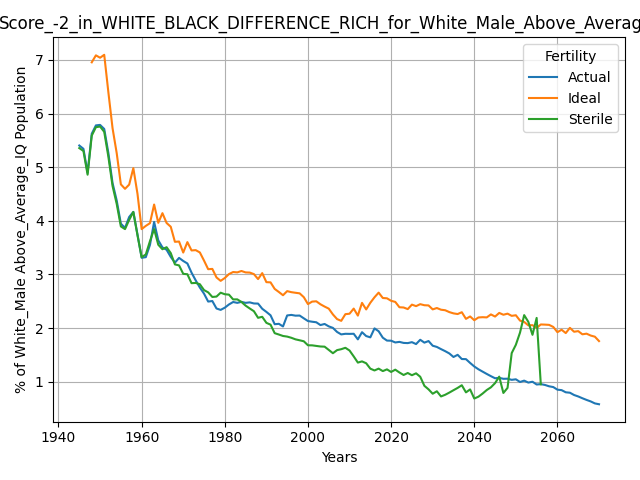 Score_-2_in_WHITE_BLACK_DIFFERENCE_RICH_for_White_Male_Above_Averag
% of White_Male Above_Average_IQ Population
7
6
5
4
3
2
1
Fertility
Actual
Ideal
Sterile
1940
1960
1980
2000
2020
2040
2060
Years